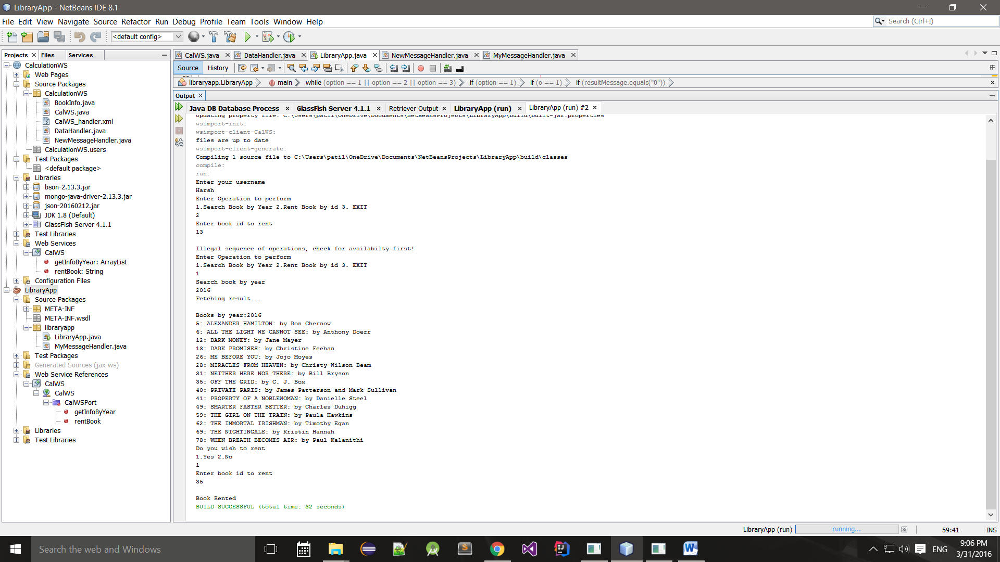 LibraryApp - NetBeans IDE 8.1
File Edit View Navigate Source Refactor Run Debug Profile Team Tools Window Help
Search (Ctrl+I)
<default config>
Projects Files Services
CalculationWS
Web Pages
Source Packages
CalculationWS
BookInfo.java
CalWS.java
CalWS_handler.xml
DataHandler.java
NewMessageHandler.java
CalculationWS.users
Test Packages
<default package>
Libraries
bson-2.13.3.jar
mongo-java-driver-2.13.3.jar
json-20160212.jar
JDK 1.8 (Default)
GlassFish Server 4.1.1
Test Libraries
Web Services
CalWS
getInfoByYear: ArrayList
rentBook: String
Configuration Files
LibraryApp
Source Packages
META-INF
META-INF.wsdl
libraryapp
LibraryApp.java
MyMessageHandler.java
Test Packages
Generated Sources (jax-ws)
Web Service References
CalWS
CalWS
CalWSPort
getInfoByYear
rentBook
Libraries
Test Libraries
CalWS.java DataHandler.java LibraryApp.java NewMessageHandler.java MyMessageHandler.java
Source History
libraryapp.LibraryApp main while (option == 1 || option == 2 || option == 3) if (option == 1) if (o == 1) if (resultMessage.equals("0"))
Output
Java DB Database Process GlassFish Server 4.1.1 Retriever Output LibraryApp (run) LibraryApp (run) #2
Updating property file: C:\Users\patil\OneDrive\Documents\NetBeansProjects\LibraryApp\build\built-jar.properties
wsimport-init:
wsimport-client-CalWS:
files are up to date
wsimport-client-generate:
Compiling 1 source file to C:\Users\patil\OneDrive\Documents\NetBeansProjects\LibraryApp\build\classes
compile:
run:
Enter your username
Harsh
Enter Operation to perform
1.Search Book by Year 2.Rent Book by id 3. EXIT
2
Enter book id to rent
13
Illegal sequence of operations, check for availabilty first!
Enter Operation to perform
1.Search Book by Year 2.Rent Book by id 3. EXIT
1
Search book by year
2016
Fetching result...
Books by year:2016
5: ALEXANDER HAMILTON: by Ron Chernow
6: ALL THE LIGHT WE CANNOT SEE: by Anthony Doerr
12: DARK MONEY: by Jane Mayer
13: DARK PROMISES: by Christine Feehan
26: ME BEFORE YOU: by Jojo Moyes
28: MIRACLES FROM HEAVEN: by Christy Wilson Beam
31: NEITHER HERE NOR THERE: by Bill Bryson
35: OFF THE GRID: by C. J. Box
40: PRIVATE PARIS: by James Patterson and Mark Sullivan
41: PROPERTY OF A NOBLEWOMAN: by Danielle Steel
49: SMARTER FASTER BETTER: by Charles Duhigg
59: THE GIRL ON THE TRAIN: by Paula Hawkins
62: THE IMMORTAL IRISHMAN: by Timothy Egan
69: THE NIGHTINGALE: by Kristin Hannah
78: WHEN BREATH BECOMES AIR: by Paul Kalanithi
Do you wish to rent
1.Yes 2.No
1
Enter book id to rent
35
Book Rented
BUILD SUCCESSFUL (total time: 32 seconds)
LibraryApp (run) running... 59:41 INS
Search the web and Windows
ENG
9:06 PM
3/31/2016